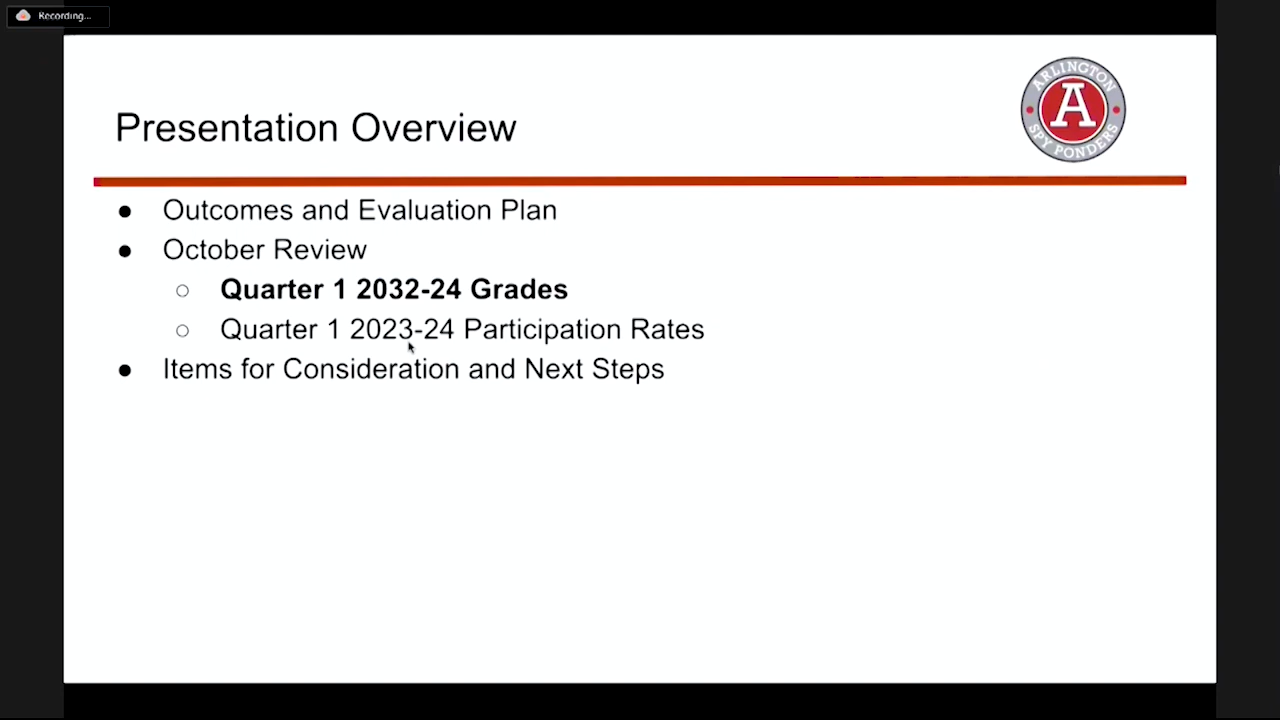 Recording...
ARLINGTON
A
SPY PONDERS
Presentation Overview
● Outcomes and Evaluation Plan
● October Review
○ Quarter 1 2032-24 Grades
○ Quarter 1 2023-24 Participation Rates
● Items for Consideration and Next Steps